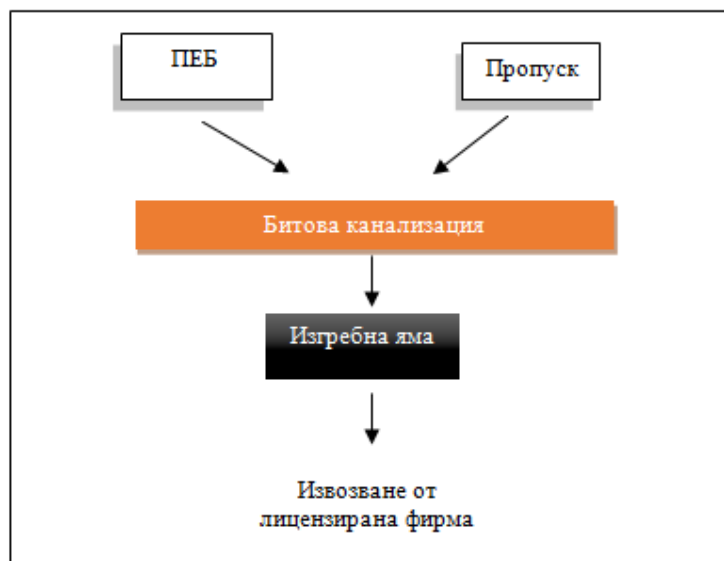 ПЕБ
Пропуск
Битова канализация
Изгребна яма
Извозване от
лицензирана фирма